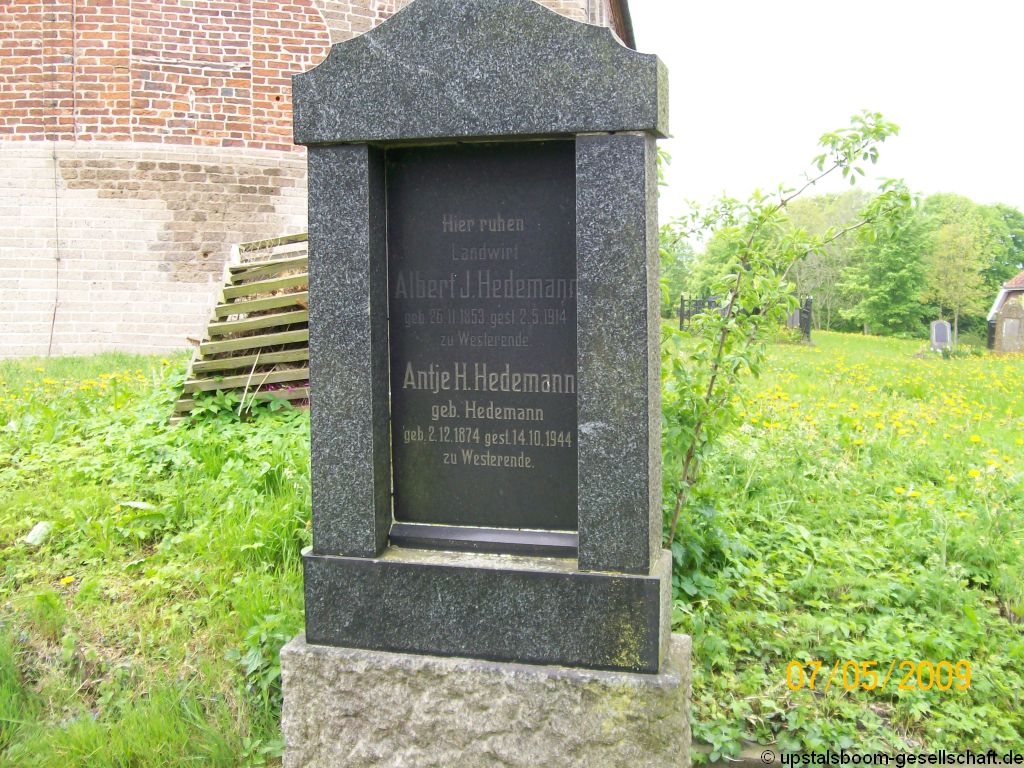 Hier ruhen
Landwirt
Albert J. Hedemann
geb. 26.11.1853 gest. 2.5.1914
zu Westerende.
Antje H. Hedemann
geb. Hedemann
geb. 2.12.1874 gest. 14.10.1944
zu Westerende.
07/05/2009
© upstalsboom-gesellschaft.de